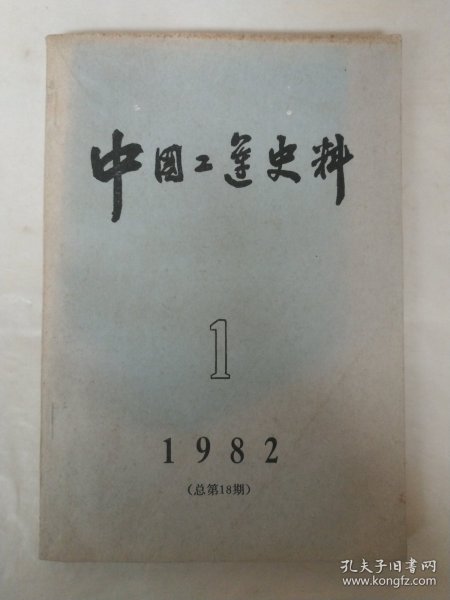 中国工运史料
1
1982
(总第18期)
孔夫子旧书网
www.kongfz.com